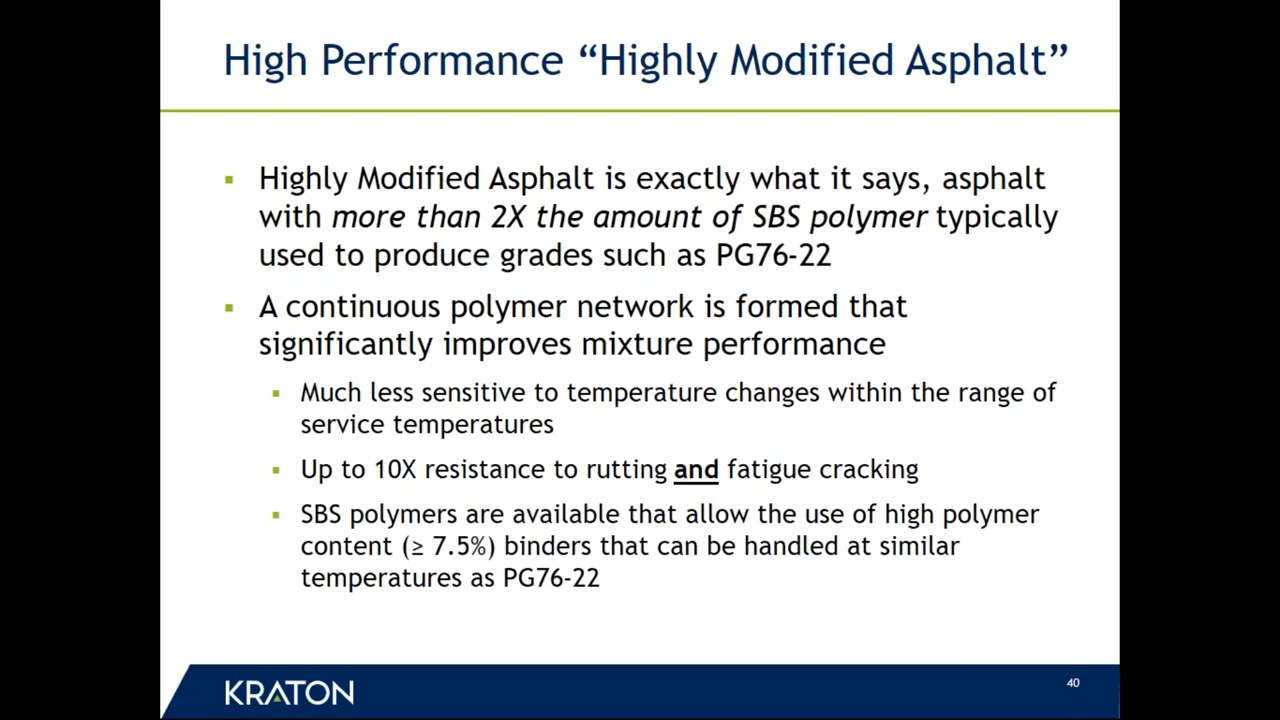 High Performance “Highly Modified Asphalt”
▪ Highly Modified Asphalt is exactly what it says, asphalt
with more than 2X the amount of SBS polymer typically
used to produce grades such as PG76-22
▪ A continuous polymer network is formed that
significantly improves mixture performance
▪ Much less sensitive to temperature changes within the range of
service temperatures
▪ Up to 10X resistance to rutting and fatigue cracking
▪ SBS polymers are available that allow the use of high polymer
content (≥ 7.5%) binders that can be handled at similar
temperatures as PG76-22
KRATON
40